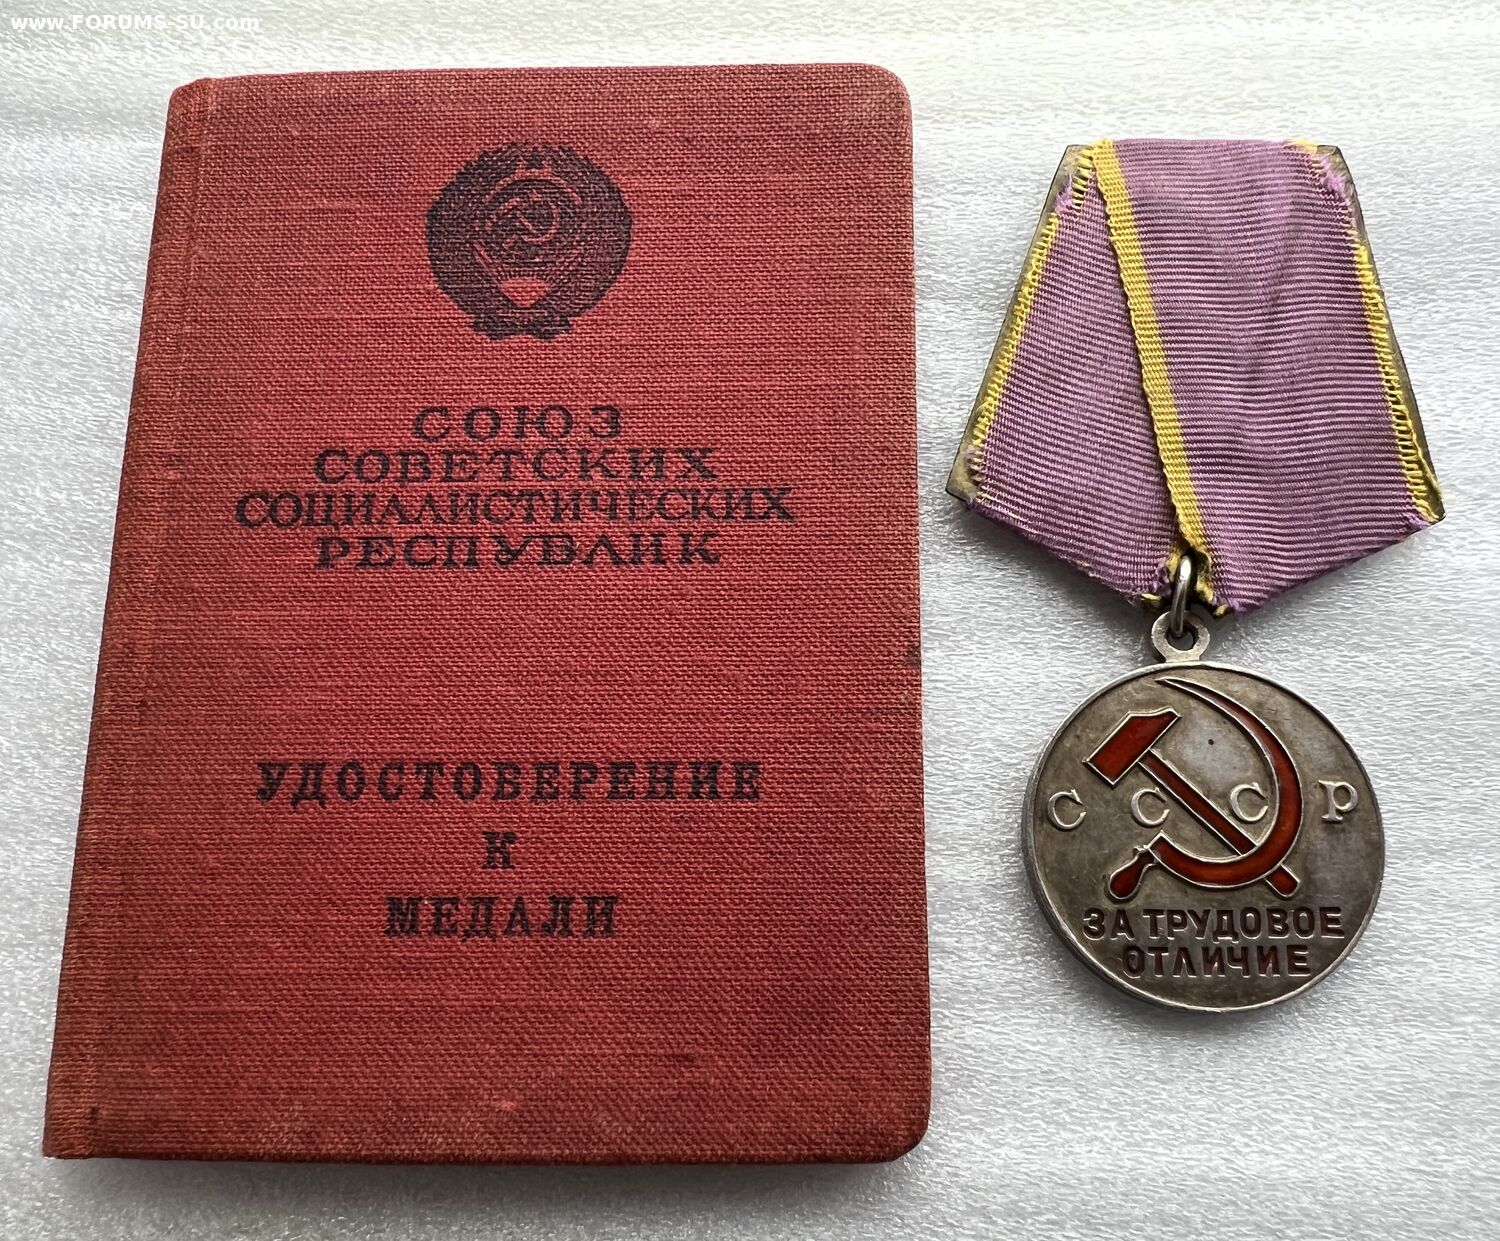 www.FORUMS-SU.com
СОЮЗ
СОВЕТСКИХ
СОЦИАЛИСТИЧЕСКИХ
РЕСПУБЛИК
УДОСТОВЕРЕНИЕ
К
МЕДАЛИ
С С С Р
ЗА ТРУДОВОЕ
ОТЛИЧИЕ